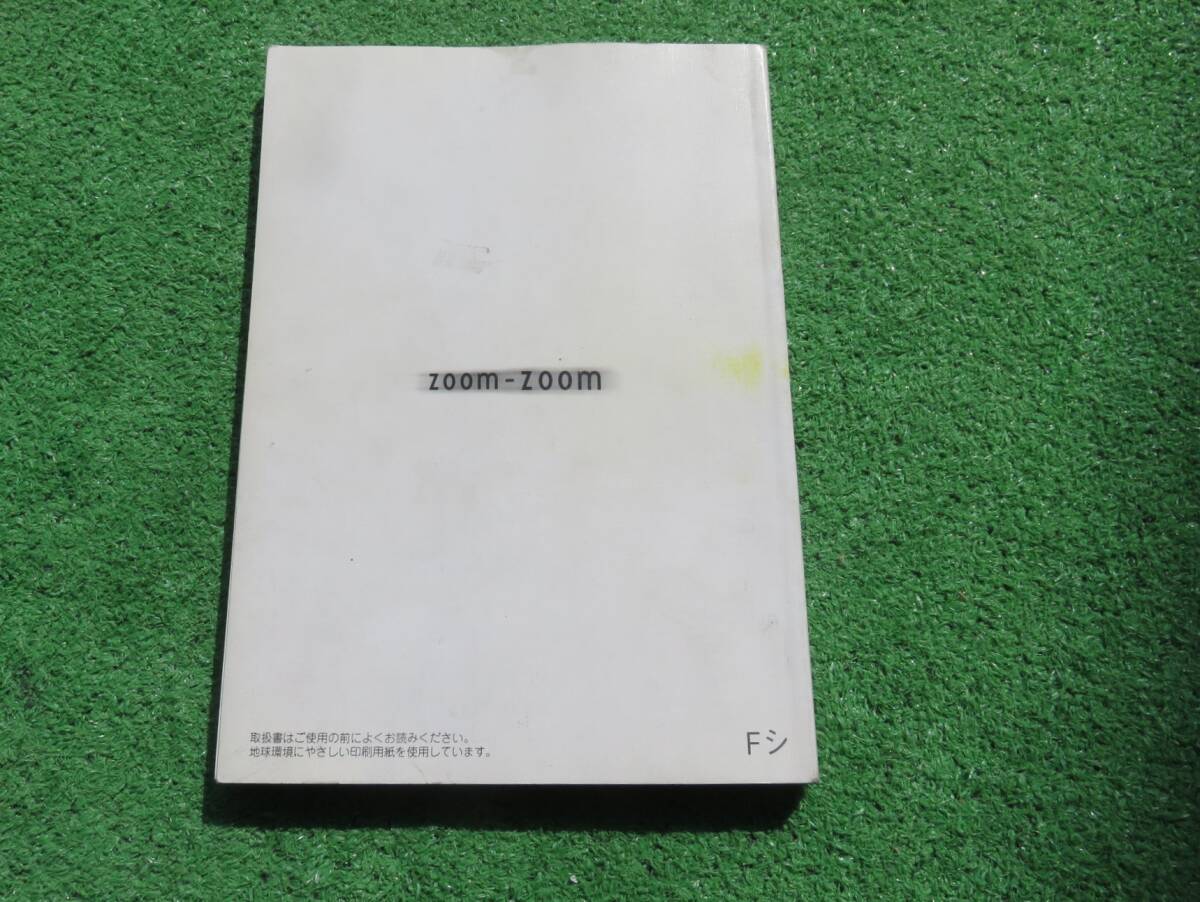 zoom-zoom
取扱書はご使用の前によくお読みください。
地球環境にやさしい印刷用紙を使用しています。
Fシ